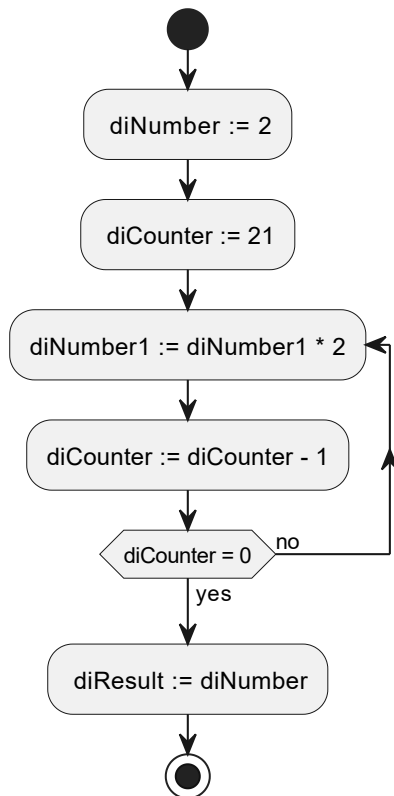 diNumber := 2
diCounter := 21
diNumber1 := diNumber1 * 2
diCounter := diCounter - 1
diCounter = 0
no
yes
diResult := diNumber